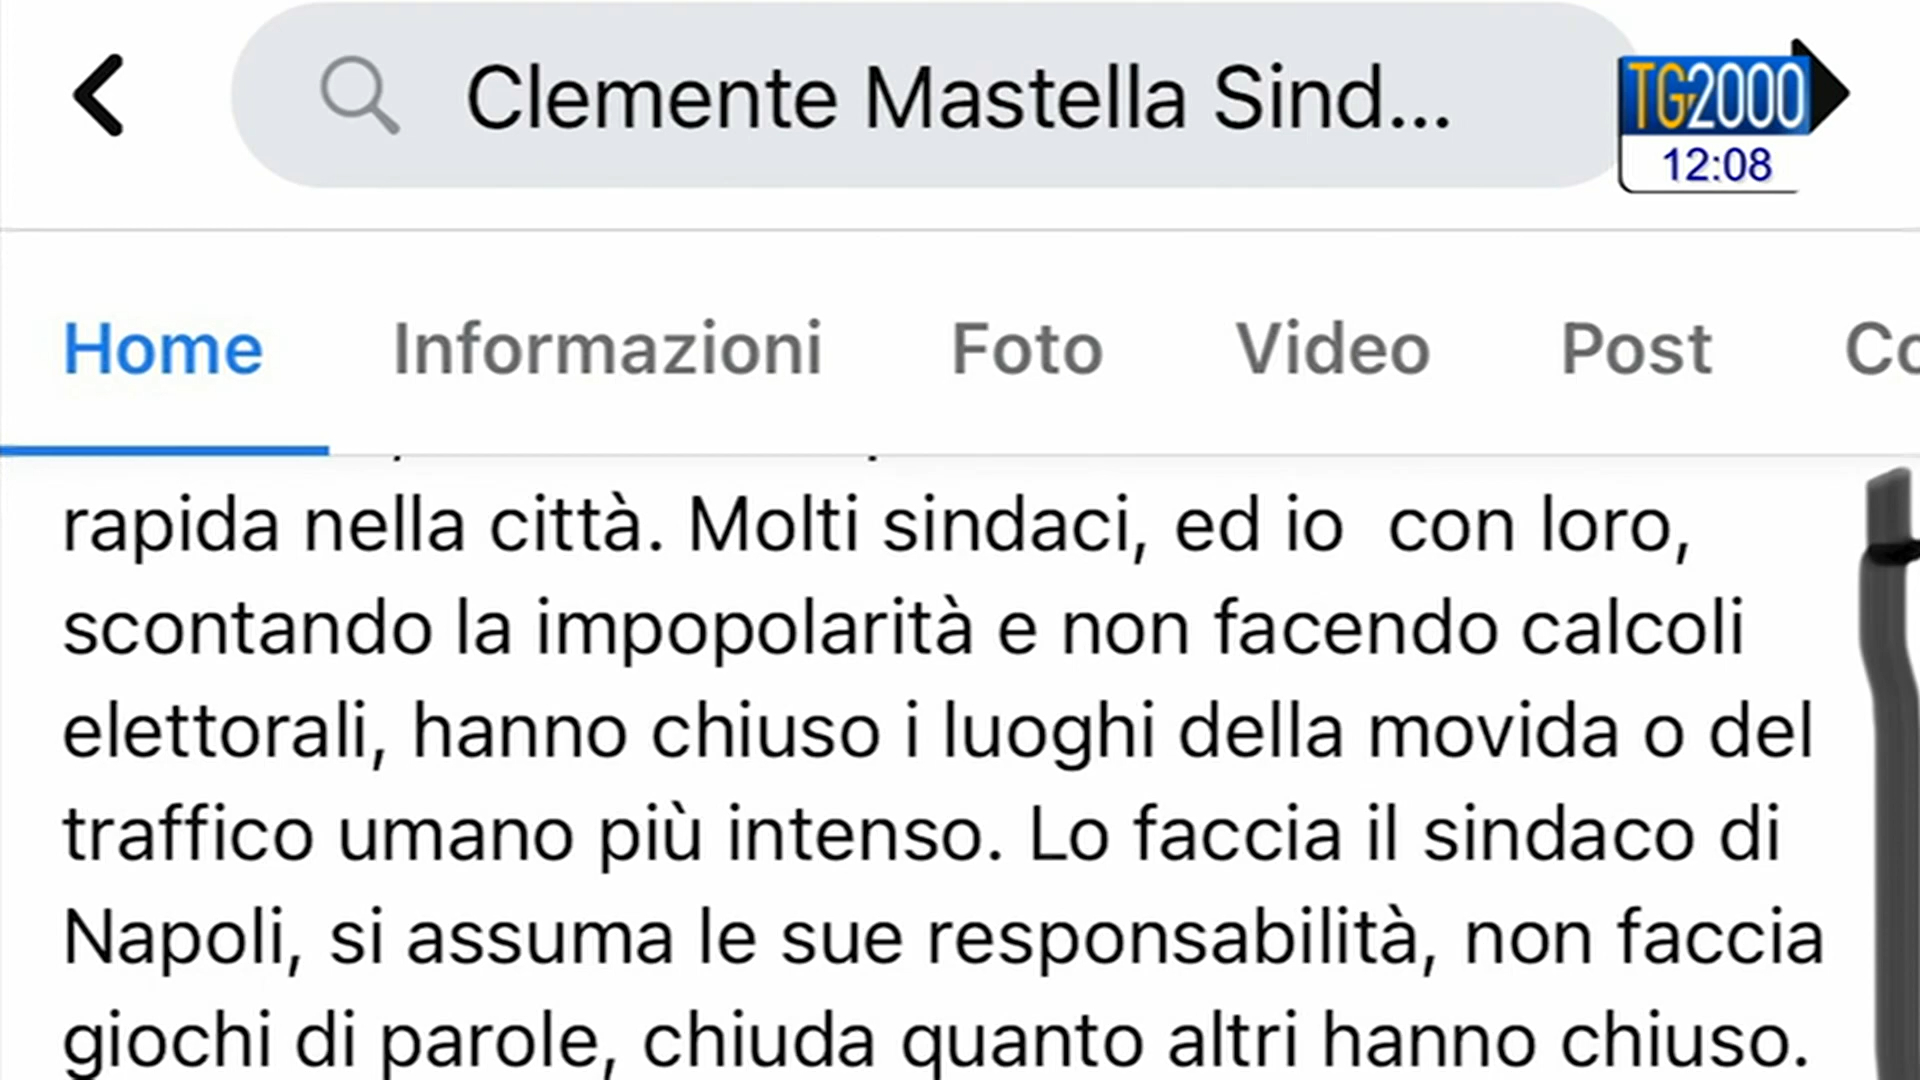 Clemente Mastella Sind...
TG2000
12:08
Home Informazioni Foto Video Post Co
rapida nella città. Molti sindaci, ed io  con loro,
scontando la impopolarità e non facendo calcoli
elettorali, hanno chiuso i luoghi della movida o del
traffico umano più intenso. Lo faccia il sindaco di
Napoli, si assuma le sue responsabilità, non faccia
giochi di parole, chiuda quanto altri hanno chiuso.